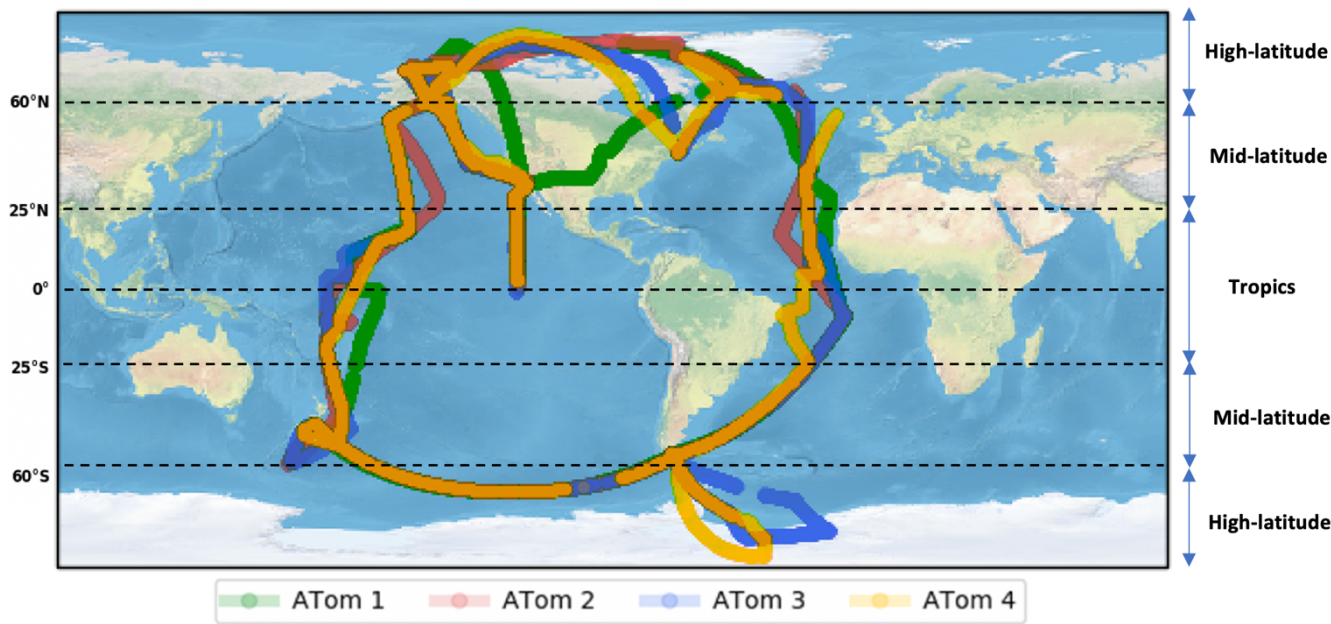 High-latitude
60°N
Mid-latitude
25°N
Tropics
0°
25°S
Mid-latitude
60°S
High-latitude
ATom 1 ATom 2 ATom 3 ATom 4